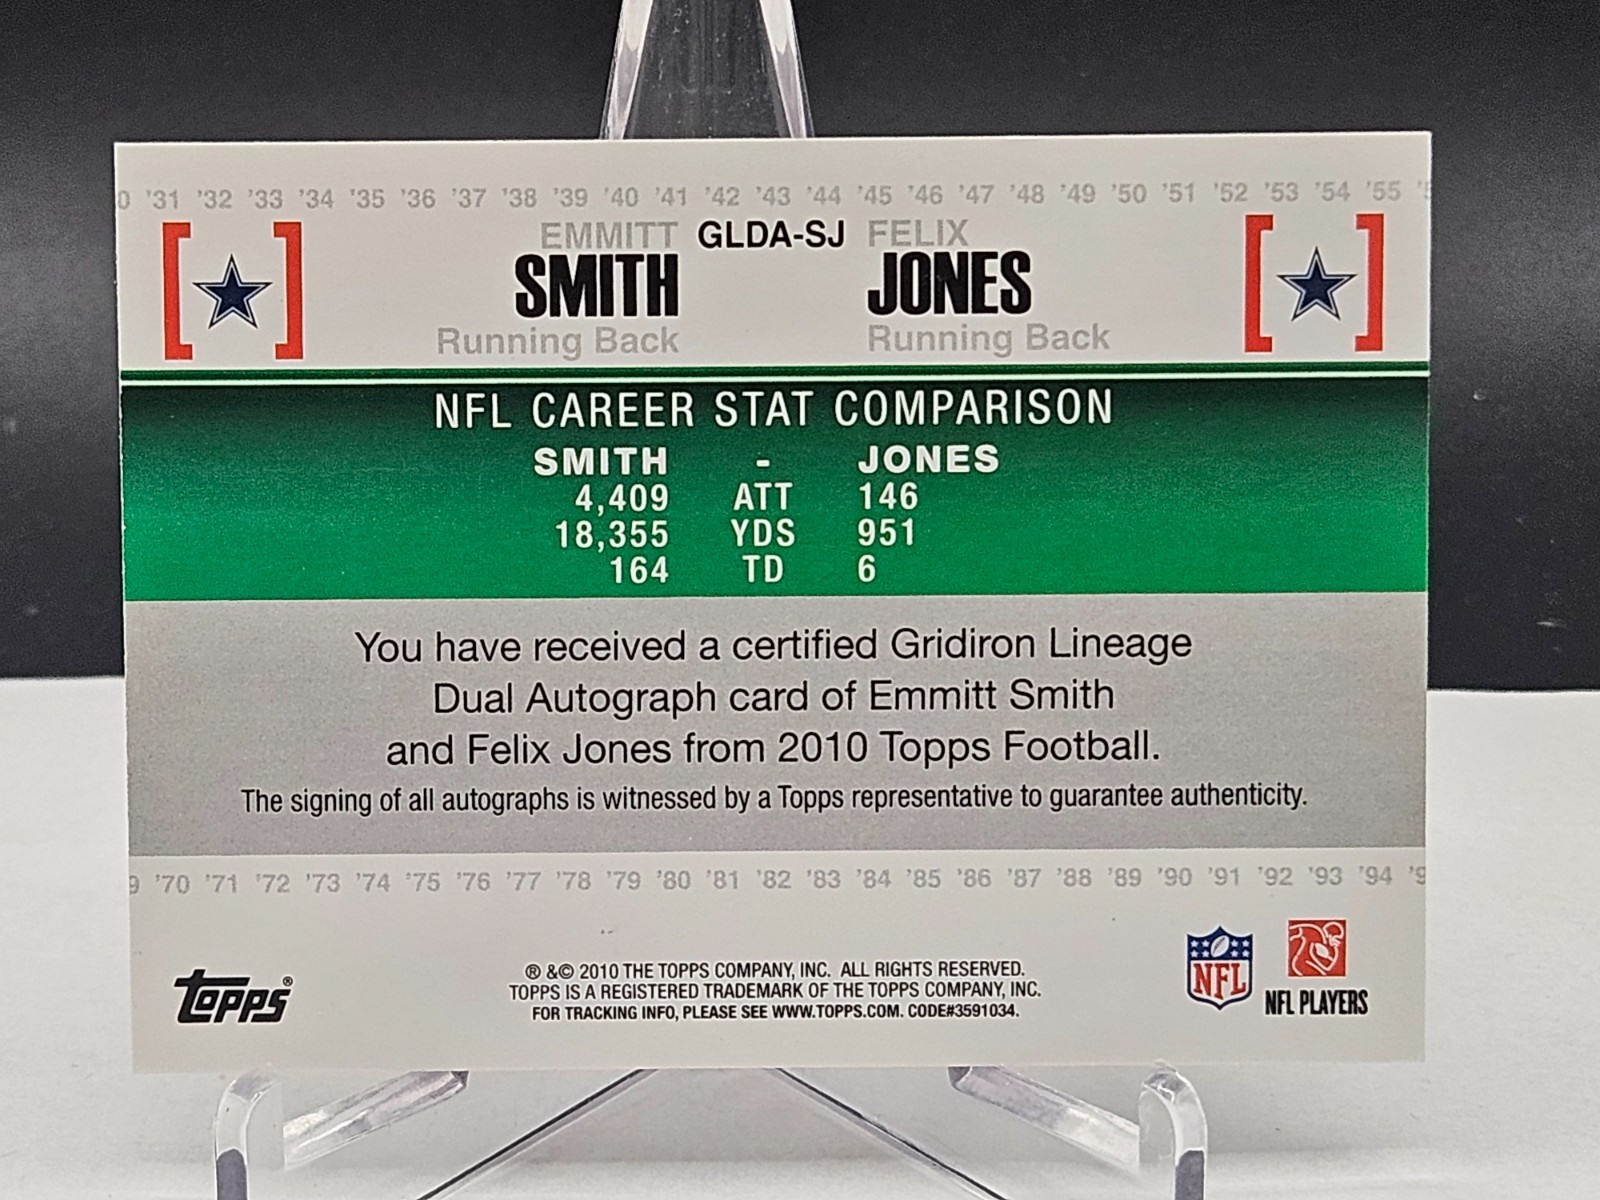 0 '31 '32 '33 '34 '35 '36 '37 '38 '39 '40 '41 '42 '43 '44 '45 '46 '47 '48 '49 '50 '51 '52 '53 '54 '55
EMMITT GLDA-SJ FELIX
SMITH JONES
Running Back Running Back
NFL CAREER STAT COMPARISON
SMITH - JONES
4,409 ATT 146
18,355 YDS 951
164 TD 6
You have received a certified Gridiron Lineage
Dual Autograph card of Emmitt Smith
and Felix Jones from 2010 Topps Football.
The signing of all autographs is witnessed by a Topps representative to guarantee authenticity.
9 '70 '71 '72 '73 '74 '75 '76 '77 '78 '79 '80 '81 '82 '83 '84 '85 '86 '87 '88 '89 '90 '91 '92 '93 '94 '9
topps®
® &© 2010 THE TOPPS COMPANY, INC. ALL RIGHTS RESERVED.
TOPPS IS A REGISTERED TRADEMARK OF THE TOPPS COMPANY, INC.
FOR TRACKING INFO, PLEASE SEE WWW.TOPPS.COM. CODE#3591034.
NFL
NFL PLAYERS